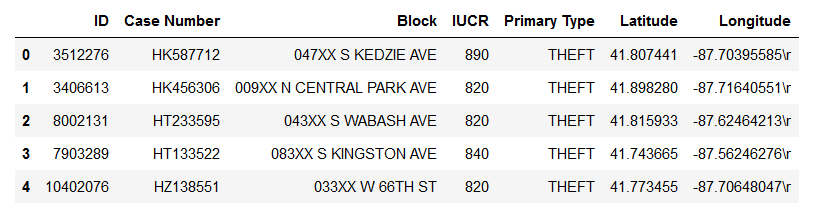 ID Case Number Block IUCR Primary Type Latitude Longitude
0 3512276 HK587712 047XX S KEDZIE AVE 890 THEFT 41.807441 -87.70395585\r
1 3406613 HK456306 009XX N CENTRAL PARK AVE 820 THEFT 41.898280 -87.71640551\r
2 8002131 HT233595 043XX S WABASH AVE 820 THEFT 41.815933 -87.62464213\r
3 7903289 HT133522 083XX S KINGSTON AVE 840 THEFT 41.743665 -87.56246276\r
4 10402076 HZ138551 033XX W 66TH ST 820 THEFT 41.773455 -87.70648047\r